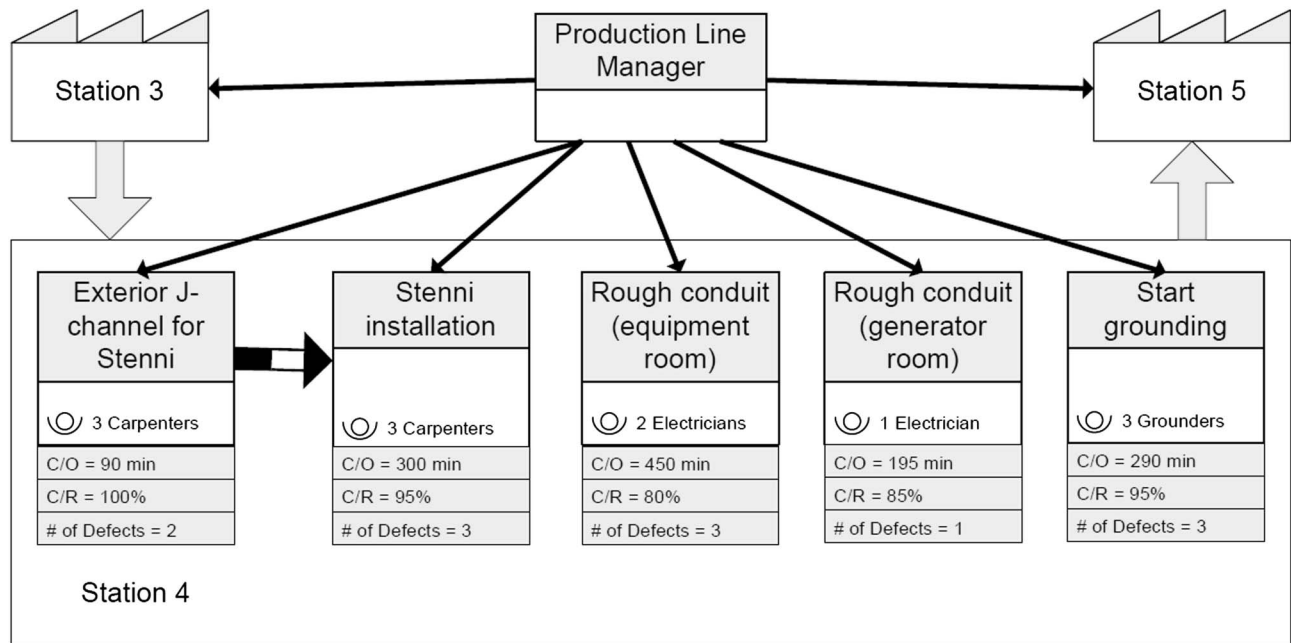 Station 3
Production Line
Manager
Station 5
Exterior J-
channel for
Stenni
3 Carpenters
C/O = 90 min
C/R = 100%
# of Defects = 2
Stenni
installation
3 Carpenters
C/O = 300 min
C/R = 95%
# of Defects = 3
Rough conduit
(equipment
room)
2 Electricians
C/O = 450 min
C/R = 80%
# of Defects = 3
Rough conduit
(generator
room)
1 Electrician
C/O = 195 min
C/R = 85%
# of Defects = 1
Start
grounding
3 Grounders
C/O = 290 min
C/R = 95%
# of Defects = 3
Station 4